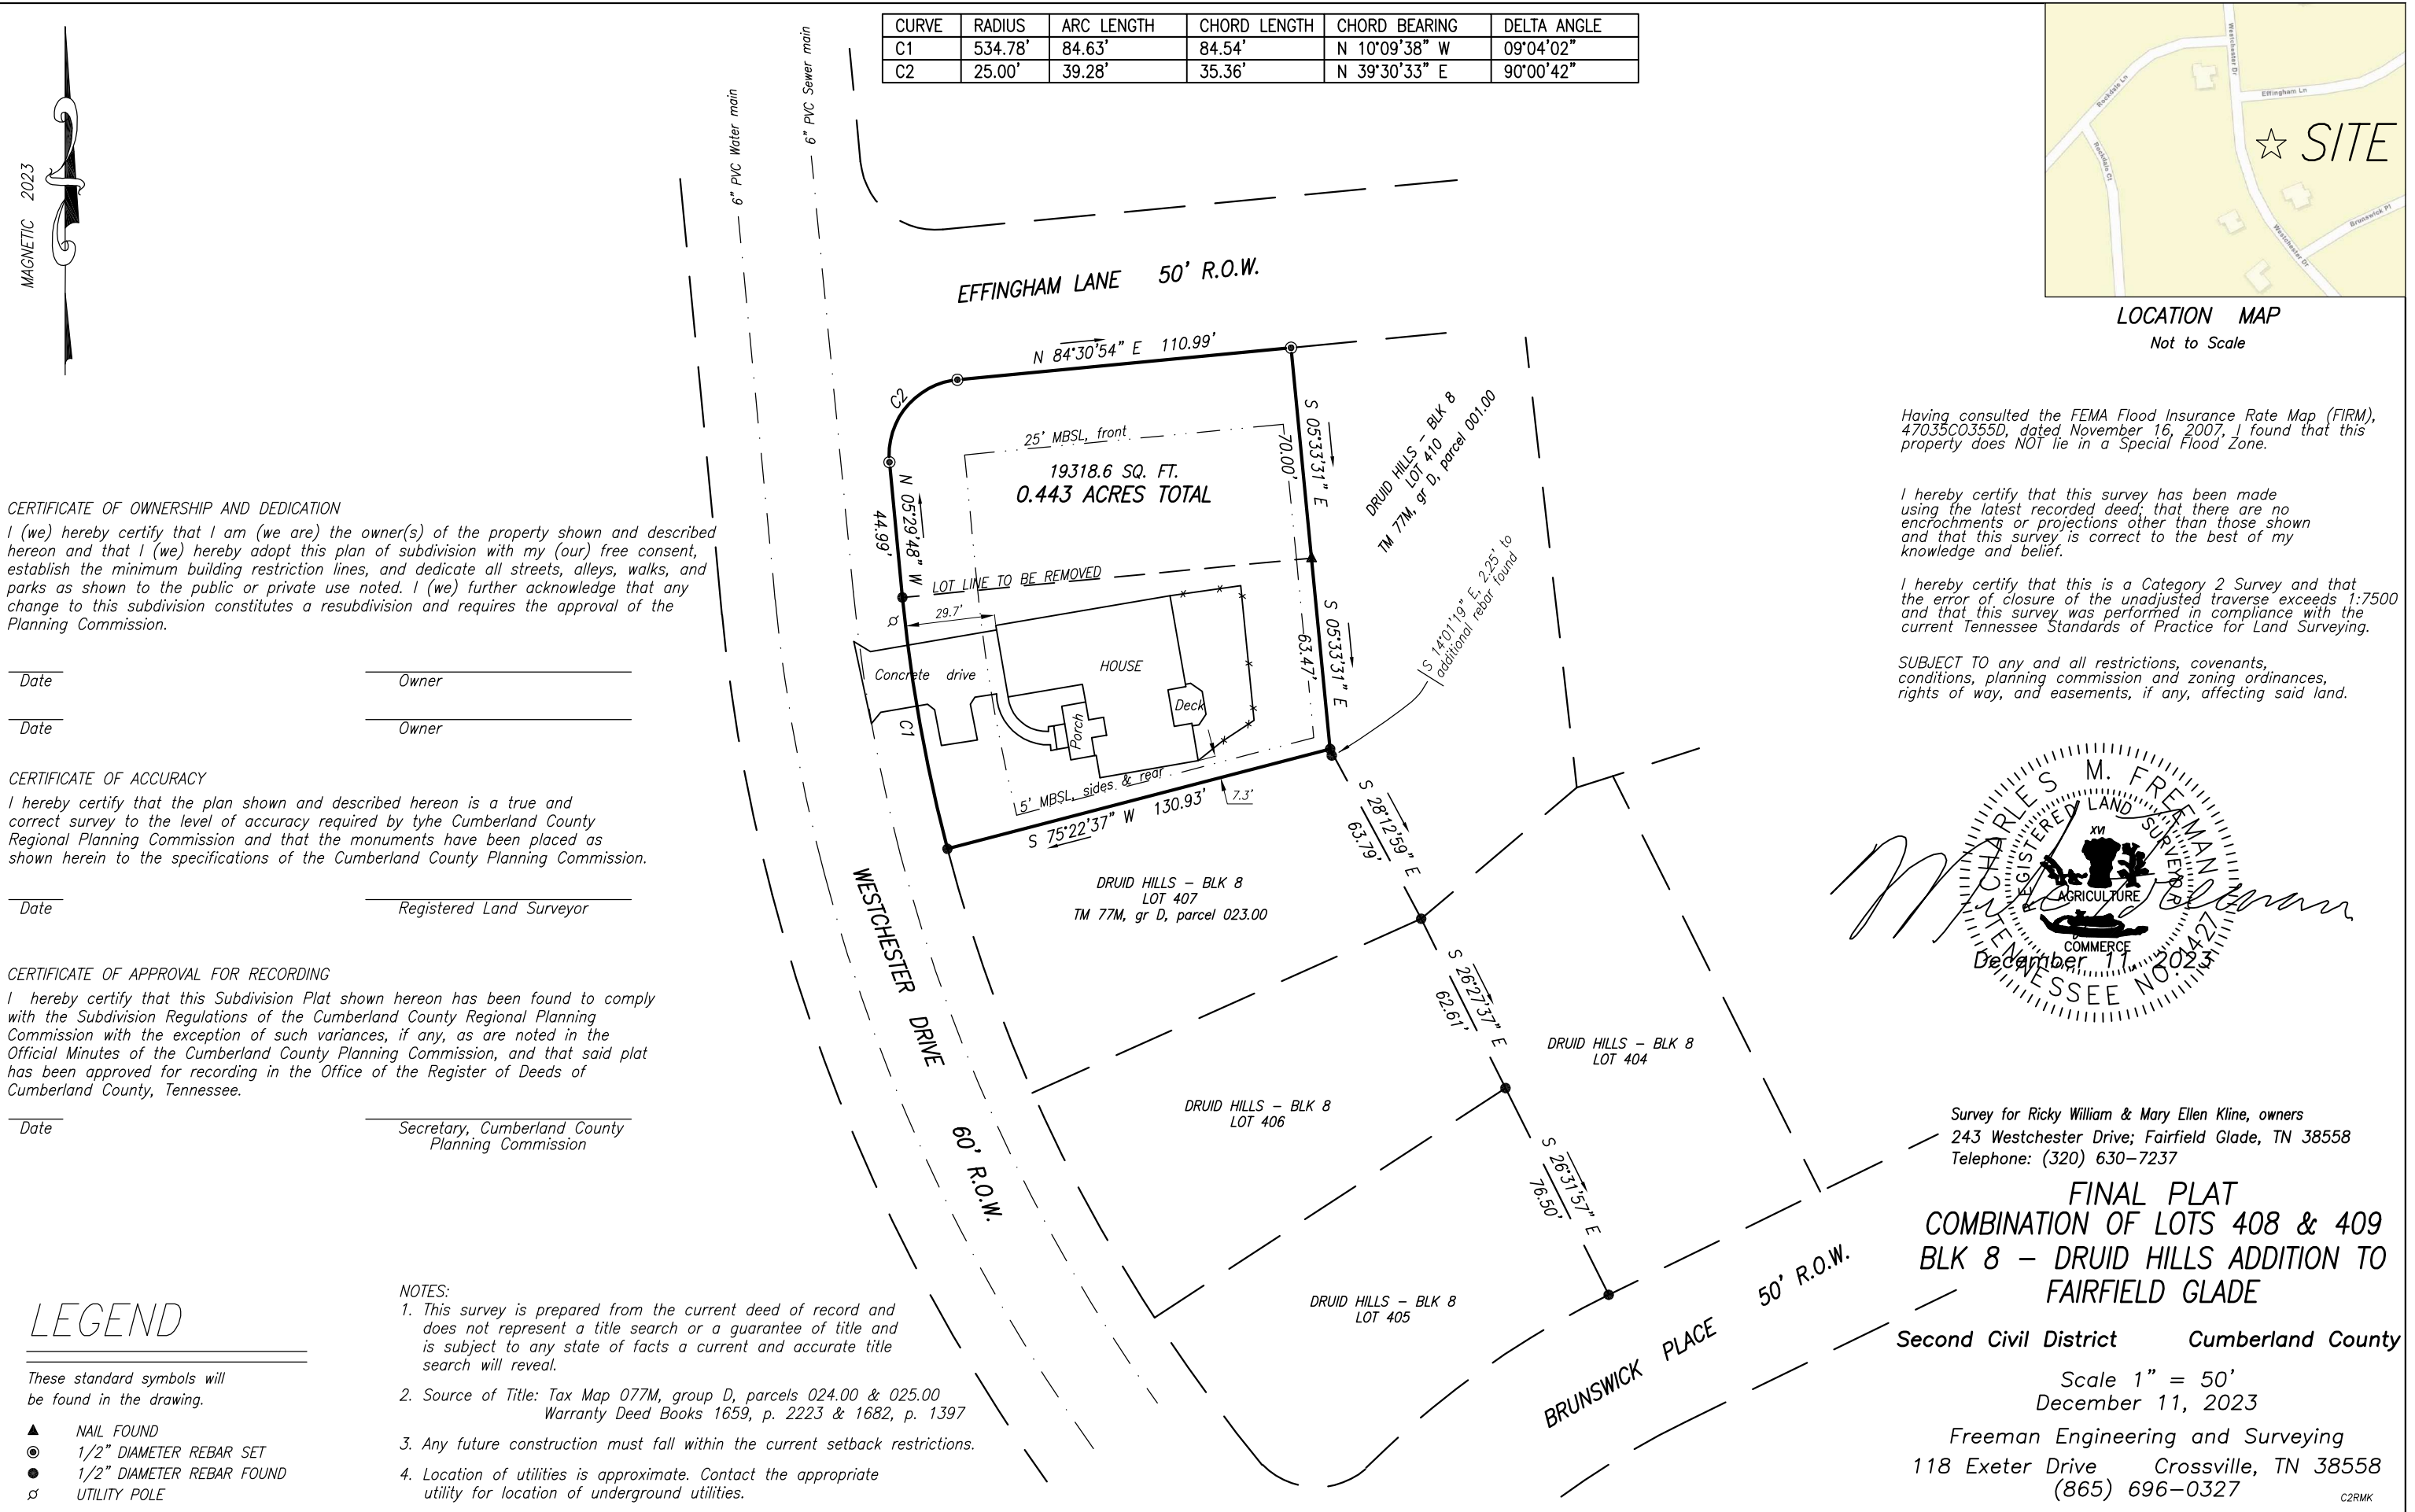 CURVE RADIUS ARC LENGTH CHORD LENGTH CHORD BEARING DELTA ANGLE
C1 534.78' 84.63' 84.54' N 10°09'38" W 09°04'02"
C2 25.00' 39.28' 35.36' N 39°30'33" E 90°00'42"
MAGNETIC 2023
6" PVC Water main
6" PVC Sewer main
Westchester Dr
Rockdale Ln
Effingham Ln
Rockdale Ct
SITE
Brunswick Pl
Westchester Dr
LOCATION MAP
Not to Scale
EFFINGHAM LANE 50' R.O.W.
N 84°30'54" E 110.99'
C2
25' MBSL, front
19318.6 SQ. FT.
0.443 ACRES TOTAL
S 05°33'31" E
70.00'
N 05°29'48" W
44.99'
DRUID HILLS - BLK 8
LOT 410
TM 77M, gr D, parcel 001.00
LOT LINE TO BE REMOVED
29.7'
S 14°01'19" E, 2.25' to
additional rebar found
S 05°33'31" E
63.47'
HOUSE
Concrete drive
Deck
Porch
C1
5' MBSL, sides & rear
7.3'
S 75°22'37" W 130.93'
S 28°12'59" E
63.79'
DRUID HILLS - BLK 8
LOT 407
TM 77M, gr D, parcel 023.00
WESTCHESTER DRIVE 60' R.O.W.
S 26°27'37" E
62.61'
DRUID HILLS - BLK 8
LOT 404
DRUID HILLS - BLK 8
LOT 406
S 26°31'57" E
76.50'
DRUID HILLS - BLK 8
LOT 405
BRUNSWICK PLACE 50' R.O.W.
CERTIFICATE OF OWNERSHIP AND DEDICATION
I (we) hereby certify that I am (we are) the owner(s) of the property shown and described
hereon and that I (we) hereby adopt this plan of subdivision with my (our) free consent,
establish the minimum building restriction lines, and dedicate all streets, alleys, walks, and
parks as shown to the public or private use noted. I (we) further acknowledge that any
change to this subdivision constitutes a resubdivision and requires the approval of the
Planning Commission.
Date Owner
Date Owner
CERTIFICATE OF ACCURACY
I hereby certify that the plan shown and described hereon is a true and
correct survey to the level of accuracy required by tyhe Cumberland County
Regional Planning Commission and that the monuments have been placed as
shown herein to the specifications of the Cumberland County Planning Commission.
Date Registered Land Surveyor
CERTIFICATE OF APPROVAL FOR RECORDING
I hereby certify that this Subdivision Plat shown hereon has been found to comply
with the Subdivision Regulations of the Cumberland County Regional Planning
Commission with the exception of such variances, if any, as are noted in the
Official Minutes of the Cumberland County Planning Commission, and that said plat
has been approved for recording in the Office of the Register of Deeds of
Cumberland County, Tennessee.
Date Secretary, Cumberland County
Planning Commission
LEGEND
These standard symbols will
be found in the drawing.
NAIL FOUND
1/2" DIAMETER REBAR SET
1/2" DIAMETER REBAR FOUND
UTILITY POLE
NOTES:
1. This survey is prepared from the current deed of record and
does not represent a title search or a guarantee of title and
is subject to any state of facts a current and accurate title
search will reveal.
2. Source of Title: Tax Map 077M, group D, parcels 024.00 & 025.00
Warranty Deed Books 1659, p. 2223 & 1682, p. 1397
3. Any future construction must fall within the current setback restrictions.
4. Location of utilities is approximate. Contact the appropriate
utility for location of underground utilities.
Having consulted the FEMA Flood Insurance Rate Map (FIRM),
47035CO355D, dated November 16, 2007, I found that this
property does NOT lie in a Special Flood Zone.
I hereby certify that this survey has been made
using the latest recorded deed; that there are no
encrochments or projections other than those shown
and that this survey is correct to the best of my
knowledge and belief.
I hereby certify that this is a Category 2 Survey and that
the error of closure of the unadjusted traverse exceeds 1:7500
and that this survey was performed in compliance with the
current Tennessee Standards of Practice for Land Surveying.
SUBJECT TO any and all restrictions, covenants,
conditions, planning commission and zoning ordinances,
rights of way, and easements, if any, affecting said land.
CHARLES M. FREEMAN
REGISTERED LAND SURVEYOR
XVI
AGRICULTURE
COMMERCE
TENNESSEE NO. 1427
December 11, 2023
Survey for Ricky William & Mary Ellen Kline, owners
243 Westchester Drive; Fairfield Glade, TN 38558
Telephone: (320) 630-7237
FINAL PLAT
COMBINATION OF LOTS 408 & 409
BLK 8 - DRUID HILLS ADDITION TO
FAIRFIELD GLADE
Second Civil District Cumberland County
Scale 1" = 50'
December 11, 2023
Freeman Engineering and Surveying
118 Exeter Drive Crossville, TN 38558
(865) 696-0327
C2RMK